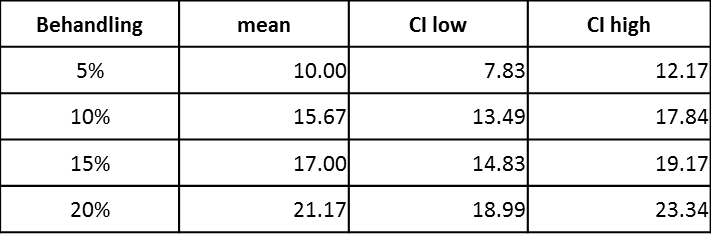 Behandling mean CI low CI high
5% 10.00 7.83 12.17
10% 15.67 13.49 17.84
15% 17.00 14.83 19.17
20% 21.17 18.99 23.34